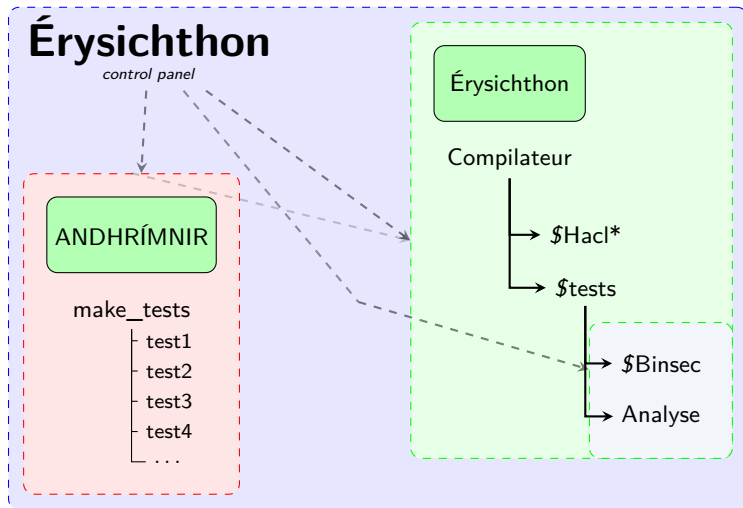 Érysichthon
control panel
ANDHRÍMNIR
make_tests
test1
test2
test3
test4
...
Érysichthon
Compilateur
$Hacl*
$tests
$Binsec
Analyse